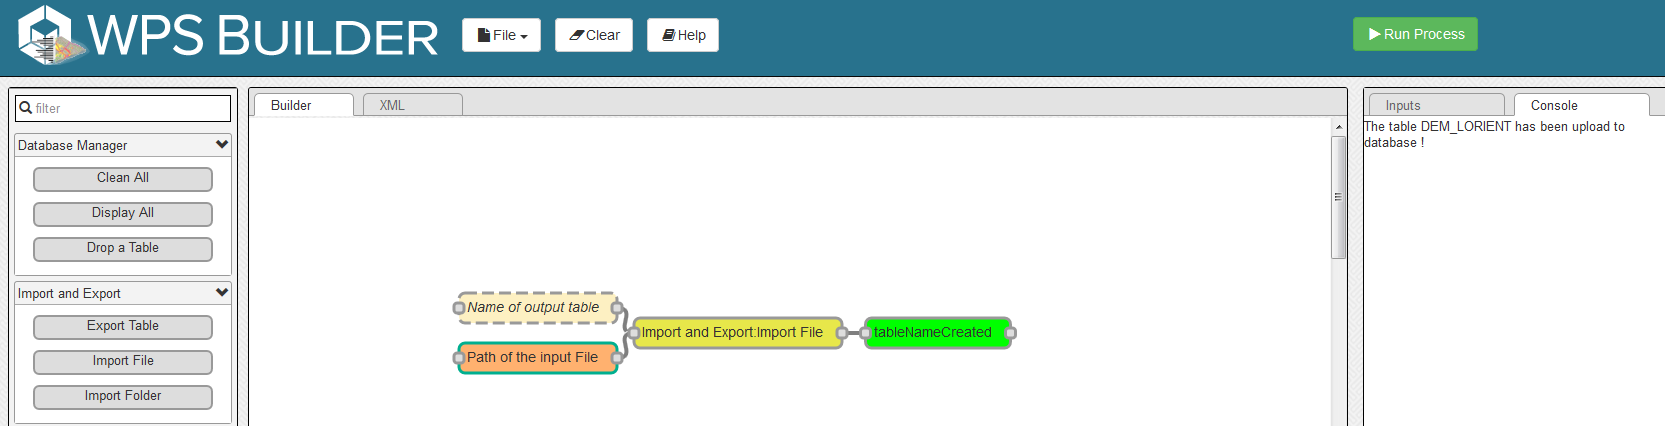 WPS BUILDER
File
Clear
Help
Run Process
filter
Database Manager
Clean All
Display All
Drop a Table
Import and Export
Export Table
Import File
Import Folder
Builder
XML
Name of output table
Path of the input File
Import and Export:Import File
tableNameCreated
Inputs
Console
The table DEM_LORIENT has been upload to
database !